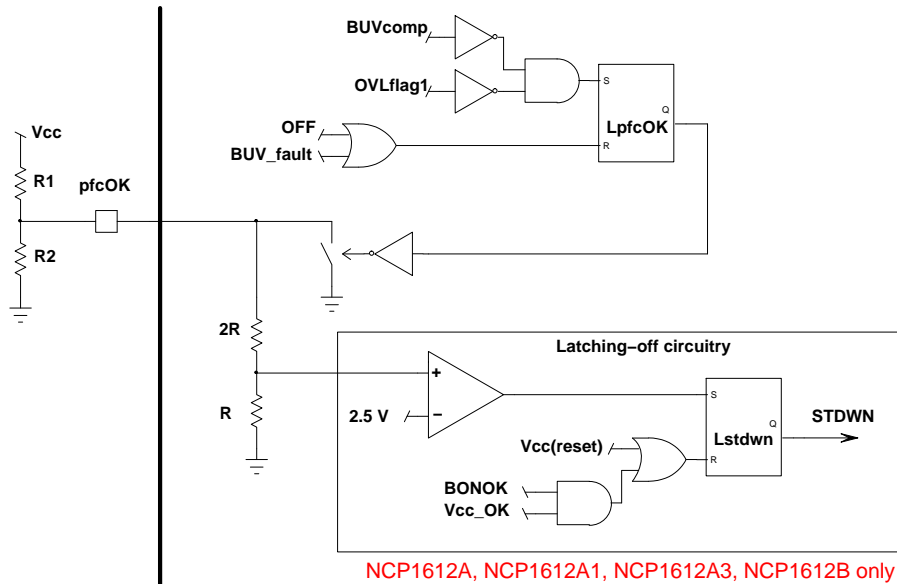 BUVcomp
OVLflag1
S
Q
LpfcOK
R
OFF
BUV_fault
Vcc
R1
pfcOK
R2
2R
R
Latching−off circuitry
+
−
2.5 V
S
Q
STDWN
Lstdwn
R
Vcc(reset)
BONOK
Vcc_OK
NCP1612A, NCP1612A1, NCP1612A3, NCP1612B only